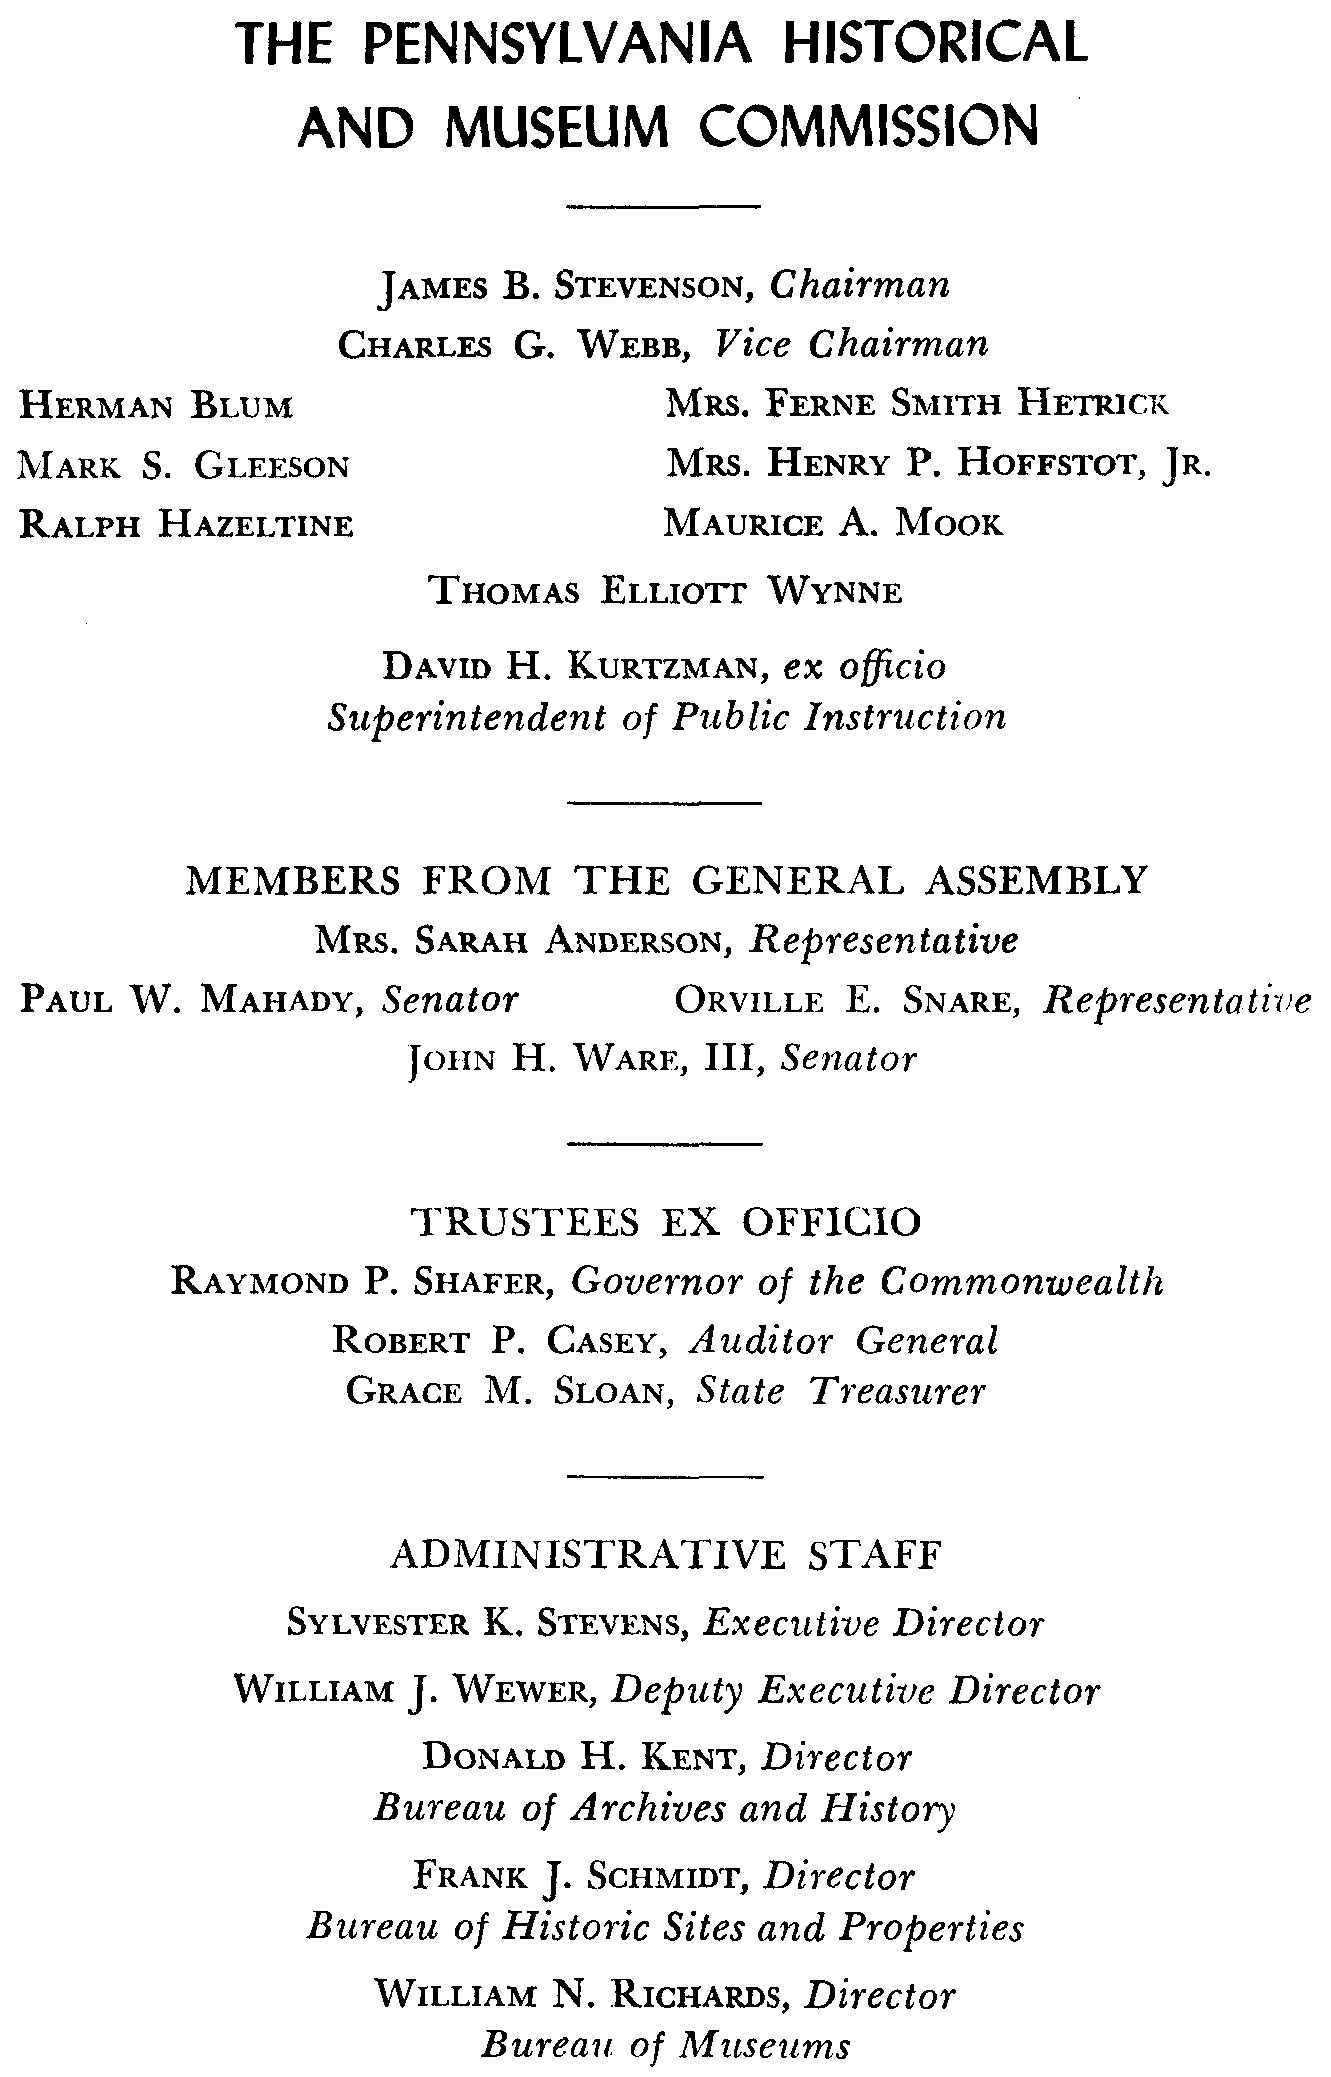 THE PENNSYLVANIA HISTORICAL
AND MUSEUM COMMISSION
JAMES B. STEVENSON, Chairman
CHARLES G. WEBB, Vice Chairman
HERMAN BLUM MRS. FERNE SMITH HETRICK
MARK S. GLEESON MRS. HENRY P. HOFFSTOT, JR.
RALPH HAZELTINE MAURICE A. MOOK
THOMAS ELLIOTT WYNNE
DAVID H. KURTZMAN, ex officio
Superintendent of Public Instruction
MEMBERS FROM THE GENERAL ASSEMBLY
MRS. SARAH ANDERSON, Representative
PAUL W. MAHADY, Senator ORVILLE E. SNARE, Representative
JOHN H. WARE, III, Senator
TRUSTEES EX OFFICIO
RAYMOND P. SHAFER, Governor of the Commonwealth
ROBERT P. CASEY, Auditor General
GRACE M. SLOAN, State Treasurer
ADMINISTRATIVE STAFF
SYLVESTER K. STEVENS, Executive Director
WILLIAM J. WEWER, Deputy Executive Director
DONALD H. KENT, Director
Bureau of Archives and History
FRANK J. SCHMIDT, Director
Bureau of Historic Sites and Properties
WILLIAM N. RICHARDS, Director
Bureau of Museums